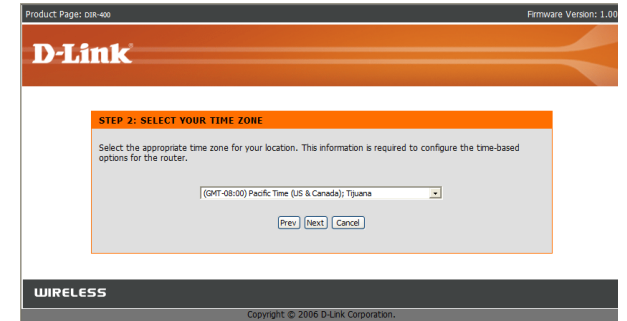 Product Page: DIR-400 Firmware Version: 1.00
D-Link
STEP 2: SELECT YOUR TIME ZONE
Select the appropriate time zone for your location. This information is required to configure the time-based
options for the router.
(GMT-08:00) Pacific Time (US & Canada); Tijuana
Prev Next Cancel
WIRELESS
Copyright © 2006 D-Link Corporation.